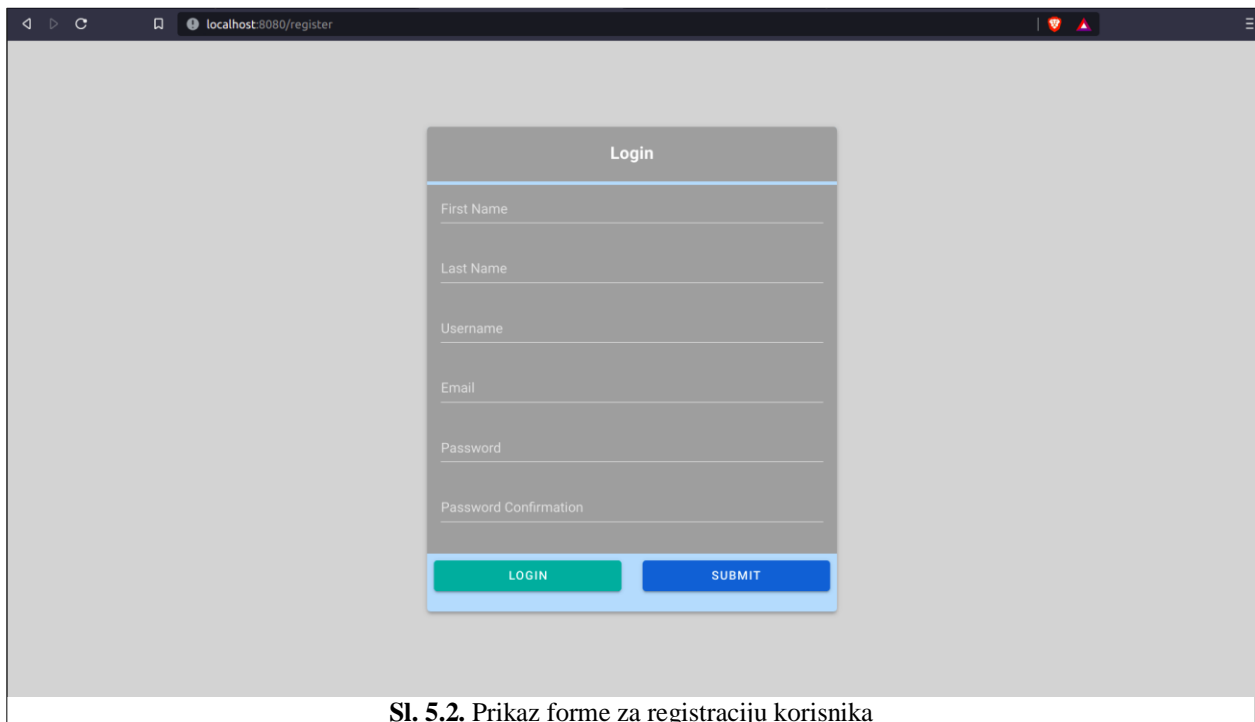 localhost:8080/register
Login
First Name
Last Name
Username
Email
Password
Password Confirmation
LOGIN SUBMIT
Sl. 5.2. Prikaz forme za registraciju korisnika